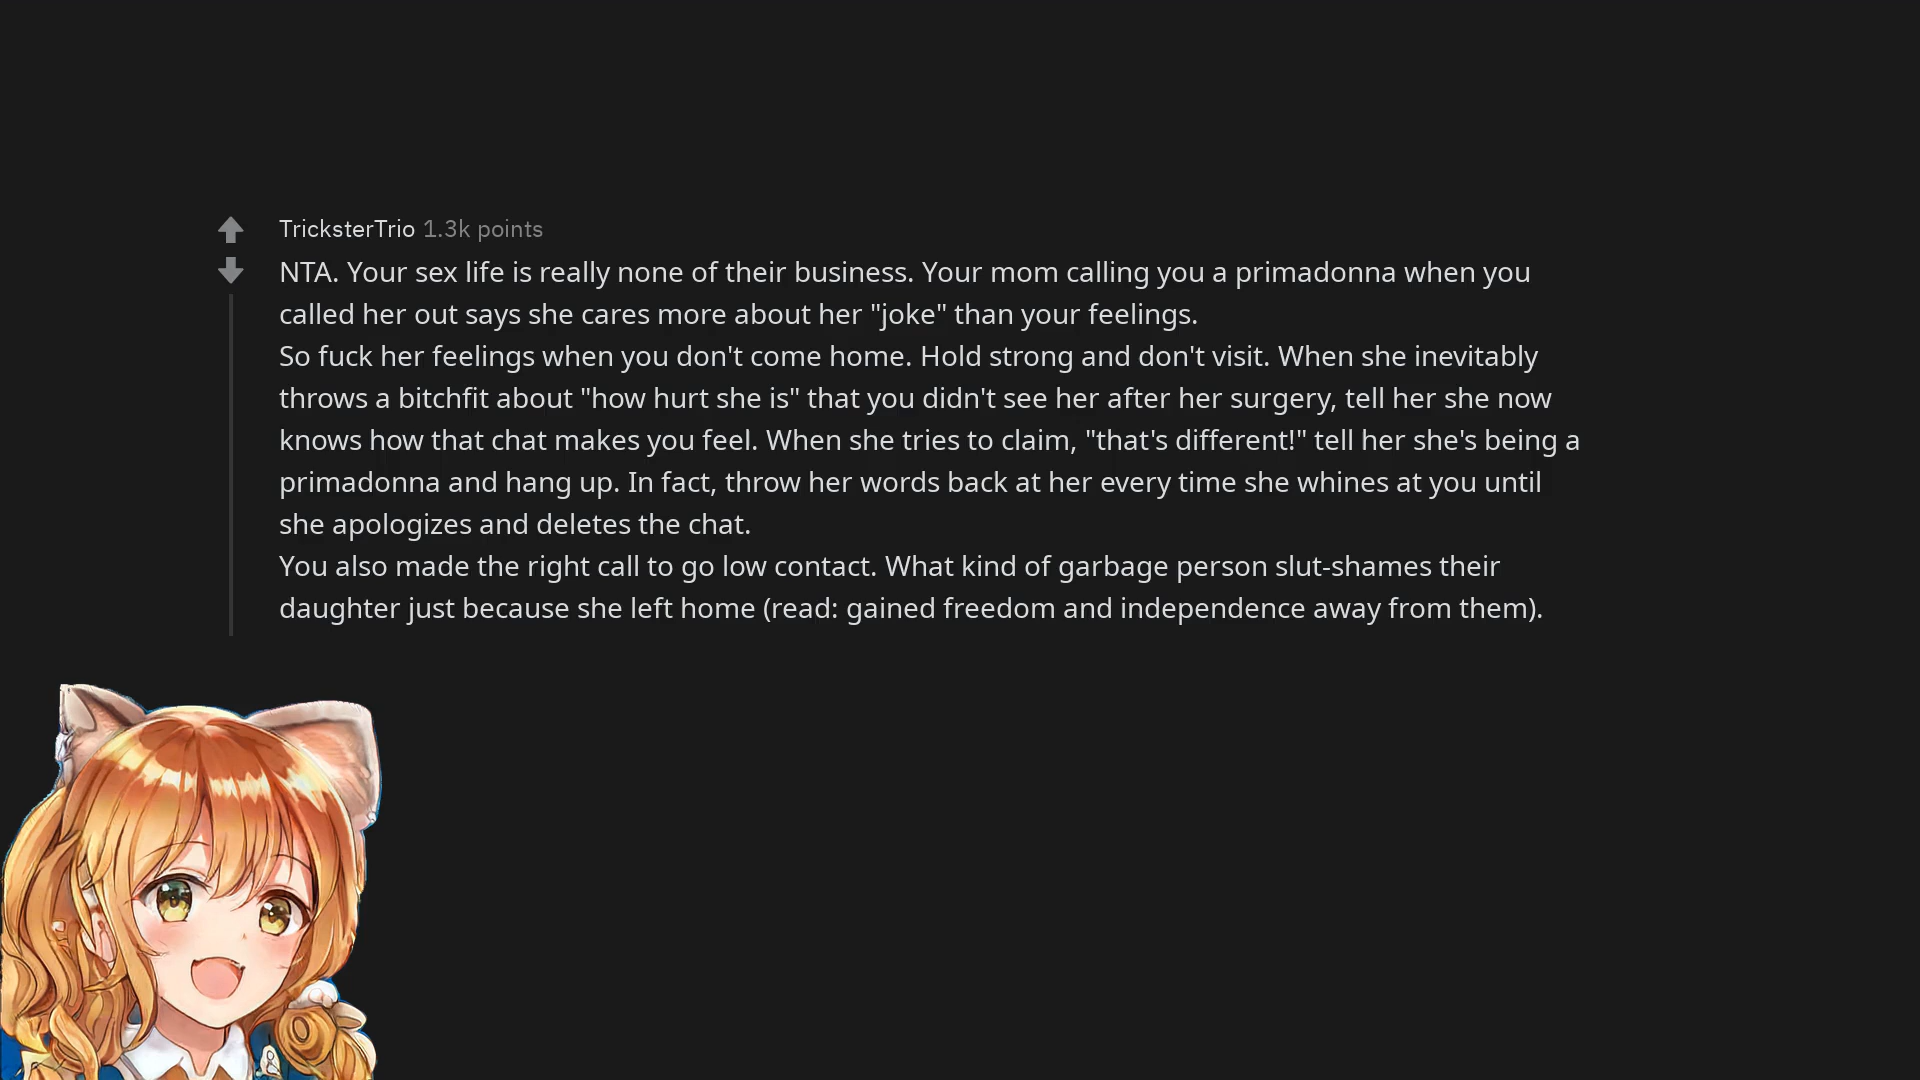 TricksterTrio 1.3k points
NTA. Your sex life is really none of their business. Your mom calling you a primadonna when you
called her out says she cares more about her "joke" than your feelings.
So fuck her feelings when you don't come home. Hold strong and don't visit. When she inevitably
throws a bitchfit about "how hurt she is" that you didn't see her after her surgery, tell her she now
knows how that chat makes you feel. When she tries to claim, "that's different!" tell her she's being a
primadonna and hang up. In fact, throw her words back at her every time she whines at you until
she apologizes and deletes the chat.
You also made the right call to go low contact. What kind of garbage person slut-shames their
daughter just because she left home (read: gained freedom and independence away from them).